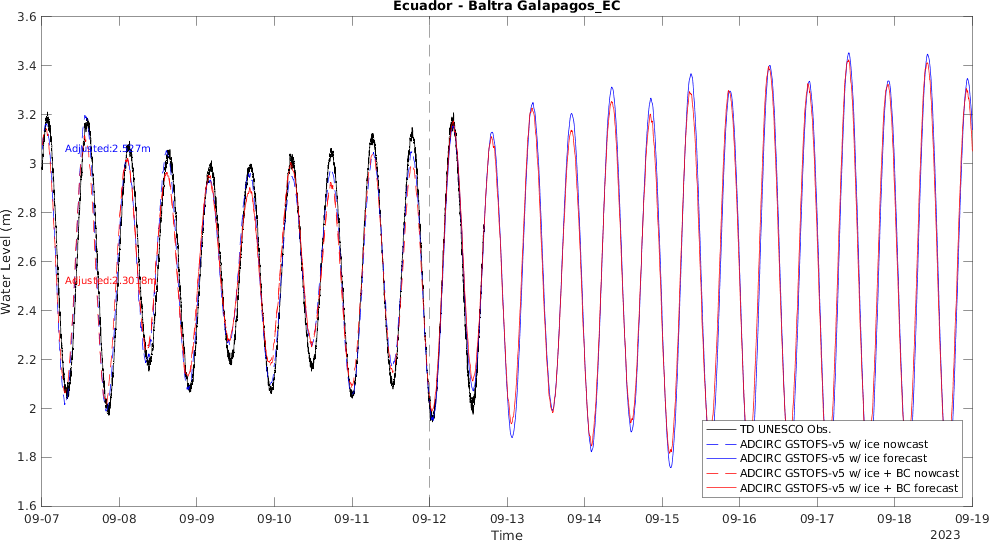 Ecuador - Baltra Galapagos_EC
3.6
3.4
3.2
3
2.8
2.6
2.4
2.2
2
1.8
1.6
Water Level (m)
Adjusted:2.5
Adjusted:2.3018m
TD UNESCO Obs.
ADCIRC GSTOFS-v5 w/ ice nowcast
ADCIRC GSTOFS-v5 w/ ice forecast
ADCIRC GSTOFS-v5 w/ ice + BC nowcast
ADCIRC GSTOFS-v5 w/ ice + BC forecast
09-07 09-08 09-09 09-10 09-11 09-12 09-13 09-14 09-15 09-16 09-17 09-18 09-19
Time 2023